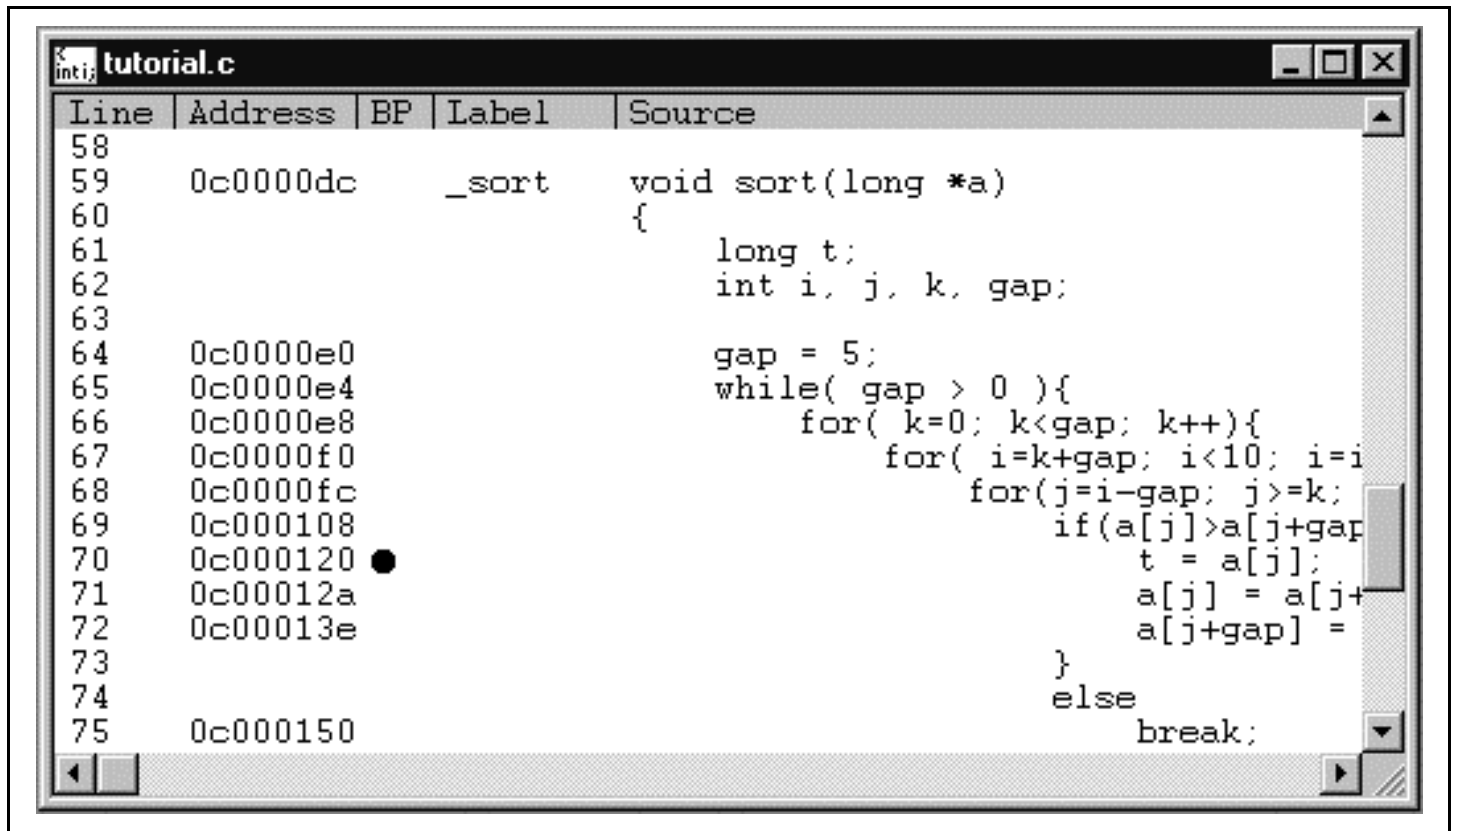 int i; tutorial.c
Line Address BP Label Source
58
59 0c0000dc _sort void sort(long *a)
60 {
61 long t;
62 int i, j, k, gap;
63
64 0c0000e0 gap = 5;
65 0c0000e4 while( gap > 0 ){
66 0c0000e8 for( k=0; k<gap; k++){
67 0c0000f0 for( i=k+gap; i<10; i=i
68 0c0000fc for(j=i-gap; j>=k;
69 0c000108 if(a[j]>a[j+gap
70 0c000120 ● t = a[j];
71 0c00012a a[j] = a[j+
72 0c00013e a[j+gap] =
73 }
74 else
75 0c000150 break;